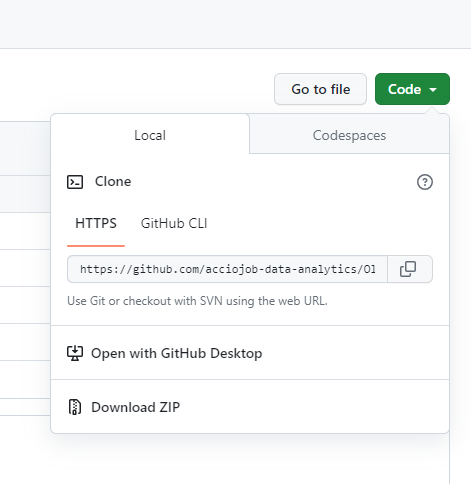 Go to file
Code
Local
Codespaces
Clone
HTTPS
GitHub CLI
https://github.com/acciojob-data-analytics/OI
Use Git or checkout with SVN using the web URL.
Open with GitHub Desktop
Download ZIP